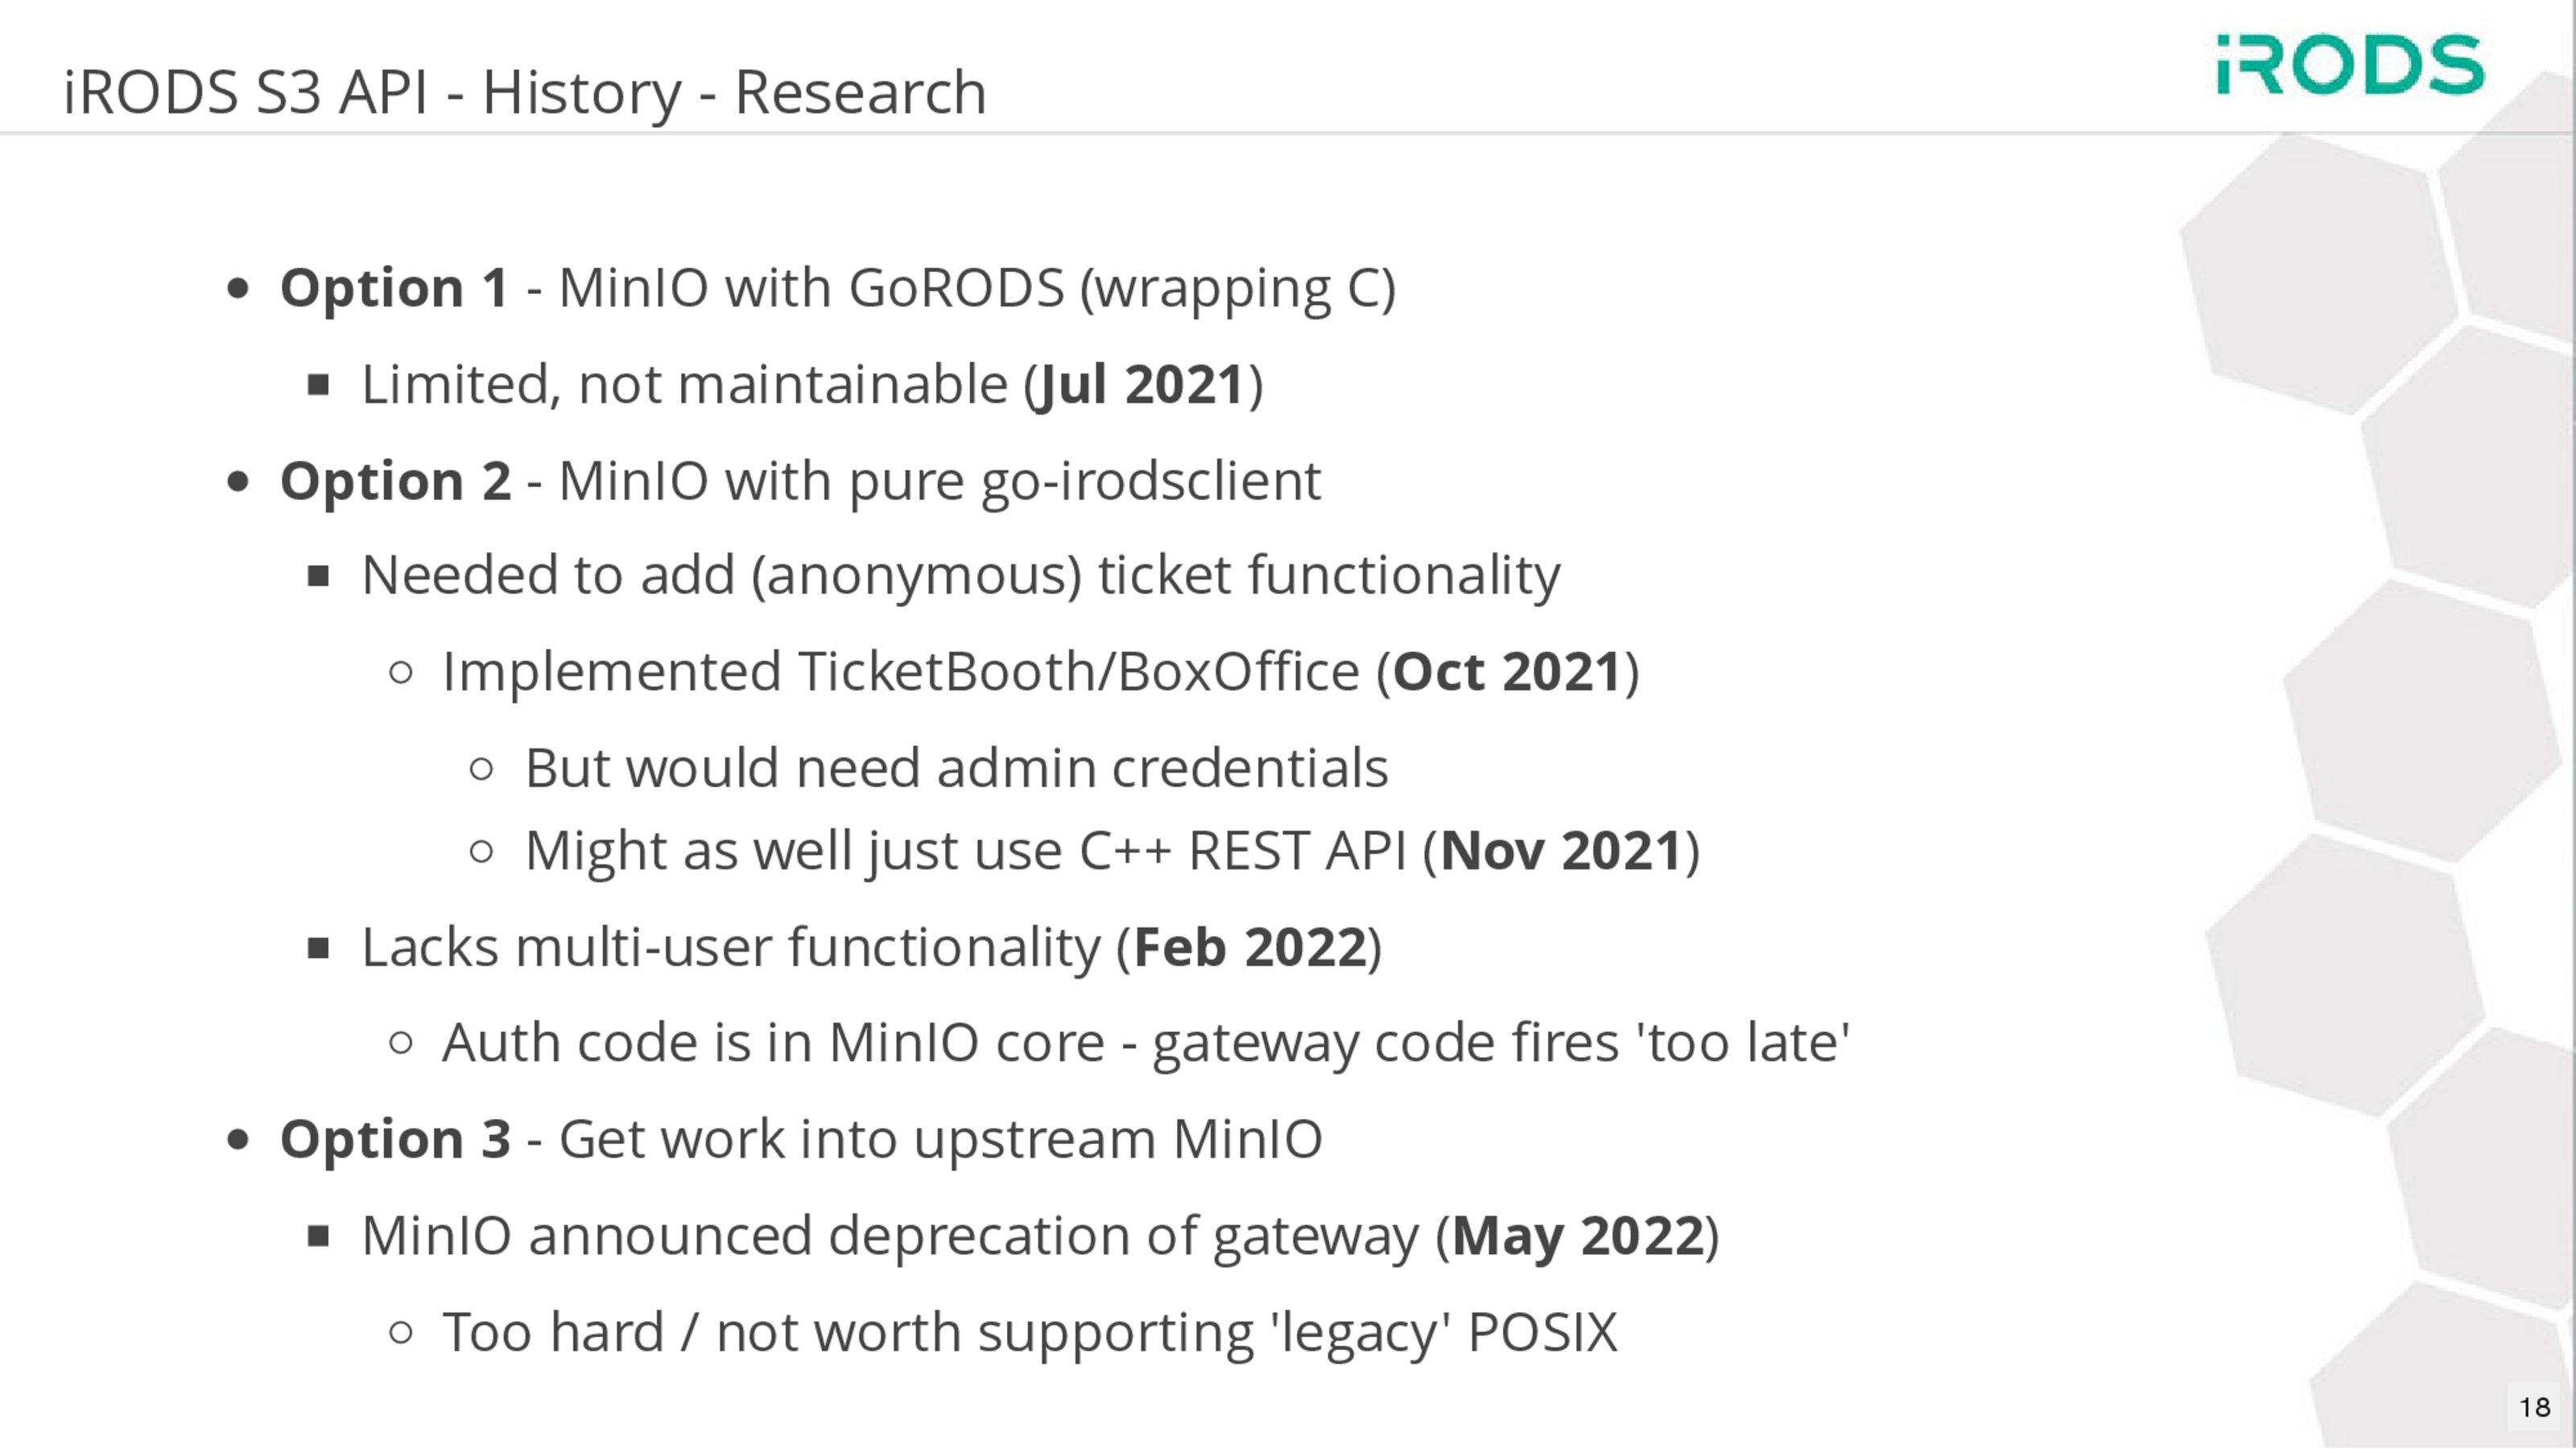 iRODS S3 API - History - Research
iRODS
• Option 1 - MinIO with GoRODS (wrapping C)
▪ Limited, not maintainable (Jul 2021)
• Option 2 - MinIO with pure go-irodsclient
▪ Needed to add (anonymous) ticket functionality
○ Implemented TicketBooth/BoxOffice (Oct 2021)
○ But would need admin credentials
○ Might as well just use C++ REST API (Nov 2021)
▪ Lacks multi-user functionality (Feb 2022)
○ Auth code is in MinIO core - gateway code fires 'too late'
• Option 3 - Get work into upstream MinIO
▪ MinIO announced deprecation of gateway (May 2022)
○ Too hard / not worth supporting 'legacy' POSIX
18